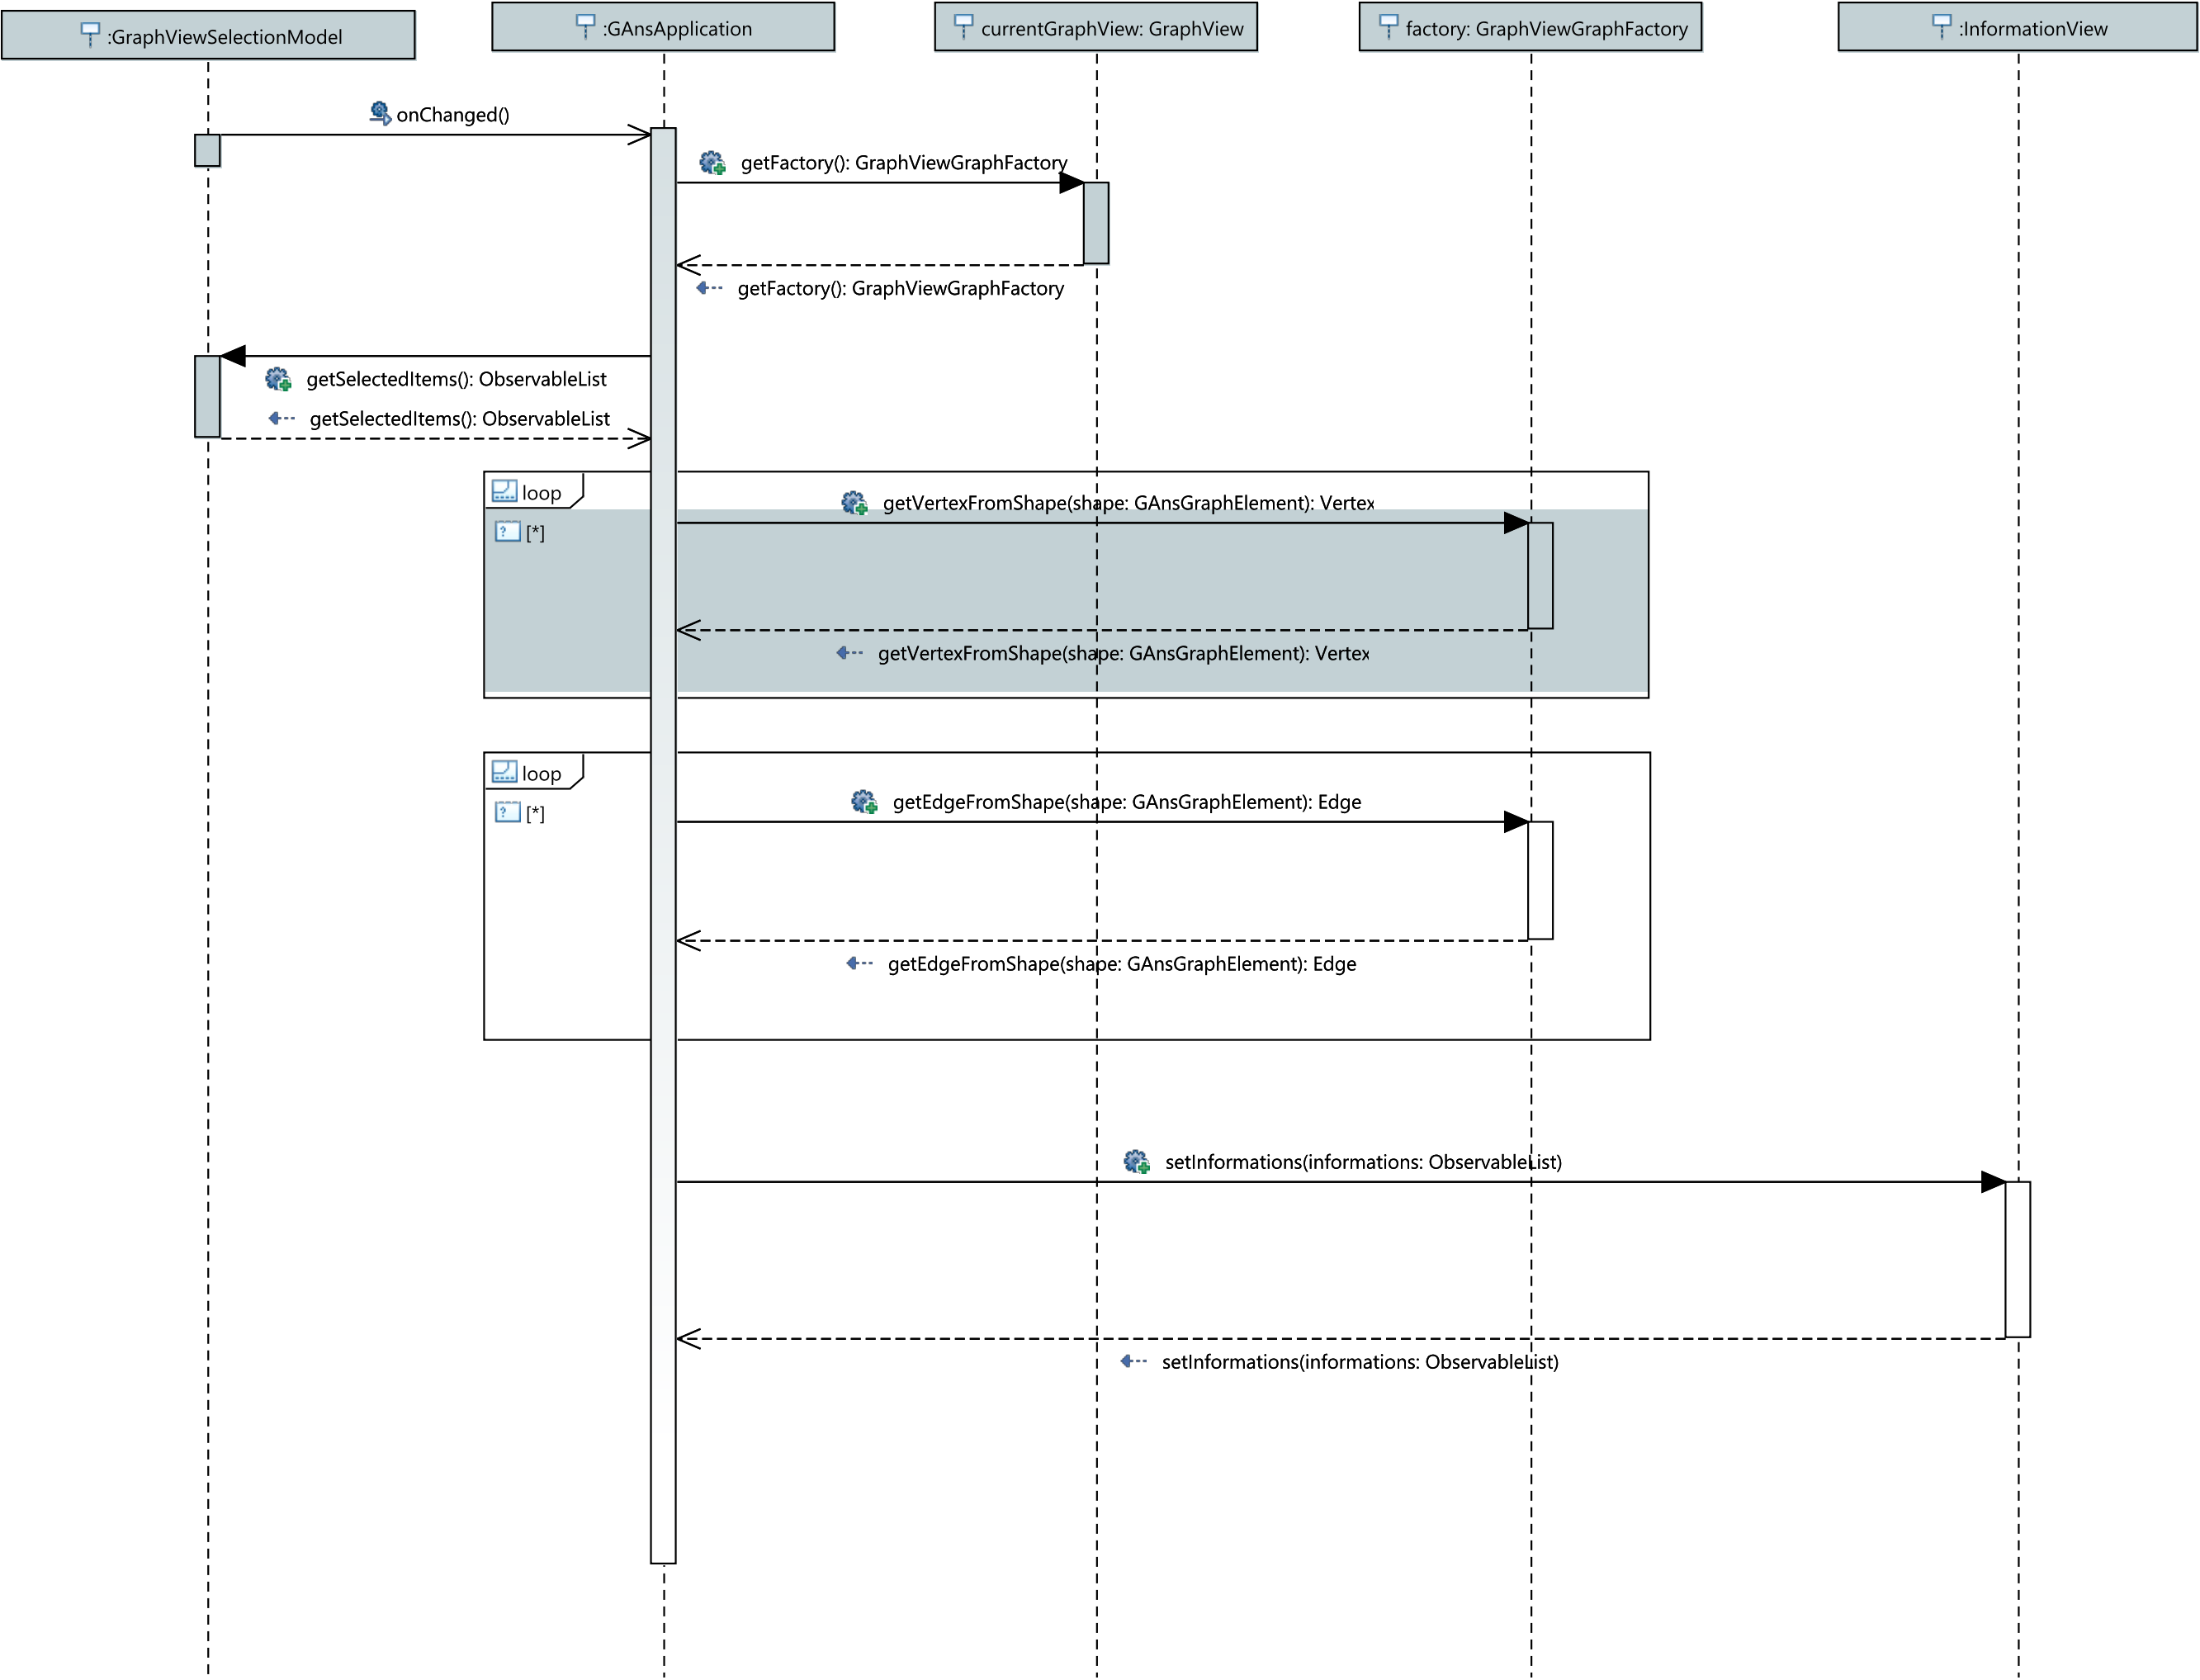 :GraphViewSelectionModel
:GAnsApplication
currentGraphView: GraphView
factory: GraphViewGraphFactory
:InformationView
onChanged()
getFactory(): GraphViewGraphFactory
getFactory(): GraphViewGraphFactory
getSelectedItems(): ObservableList
getSelectedItems(): ObservableList
loop
getVertexFromShape(shape: GAnsGraphElement): Vertex
[*]
getVertexFromShape(shape: GAnsGraphElement): Vertex
loop
getEdgeFromShape(shape: GAnsGraphElement): Edge
[*]
getEdgeFromShape(shape: GAnsGraphElement): Edge
setInformations(informations: ObservableList)
setInformations(informations: ObservableList)